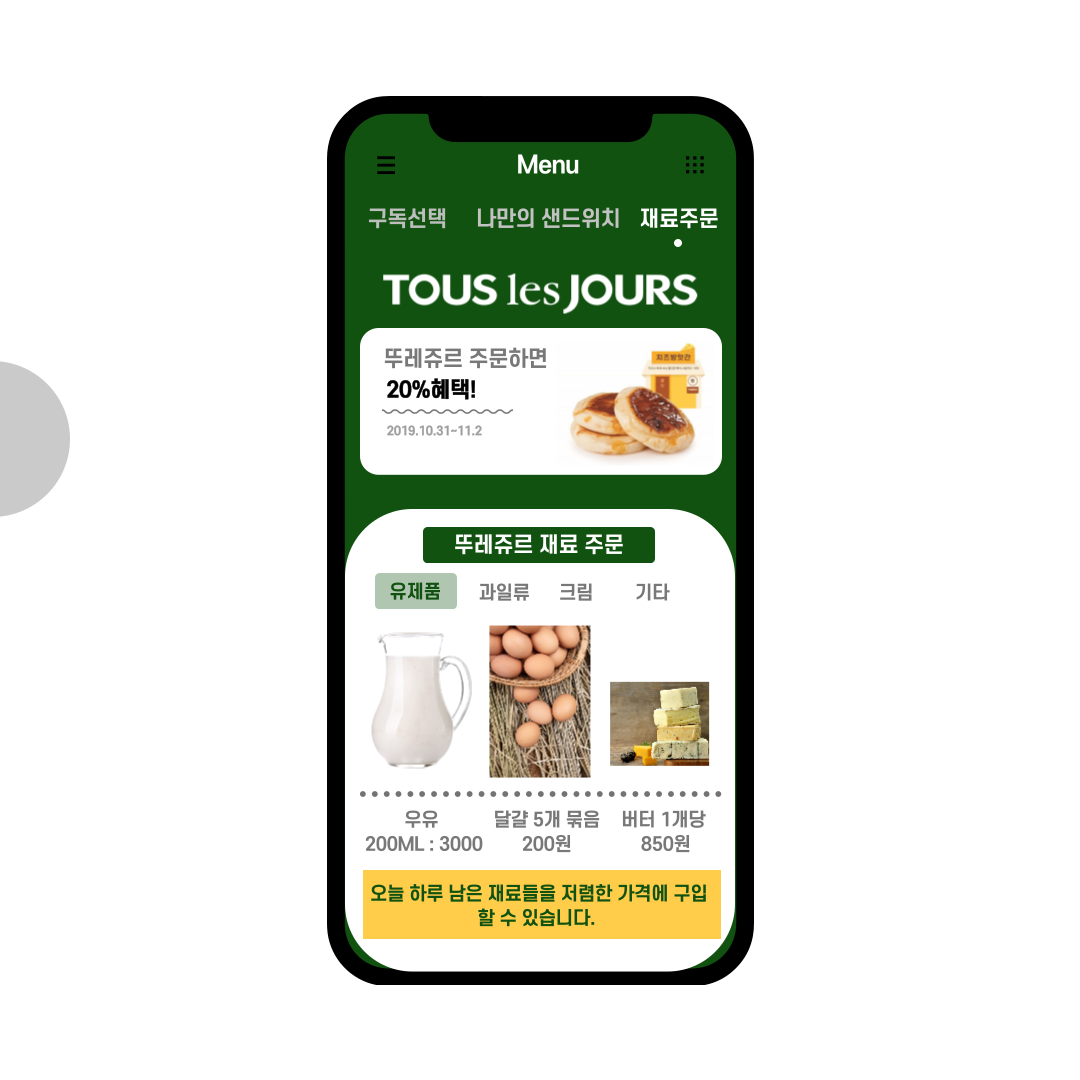 Menu
구독선택 나만의 샌드위치 재료주문
TOUS les JOURS
뚜레쥬르 주문하면
20%혜택!
2019.10.31~11.2
치즈방앗간
뚜레쥬르 재료 주문
유제품 과일류 크림 기타
우유 달걀 5개 묶음 버터 1개당
200ML : 3000 200원 850원
오늘 하루 남은 재료들을 저렴한 가격에 구입
할 수 있습니다.